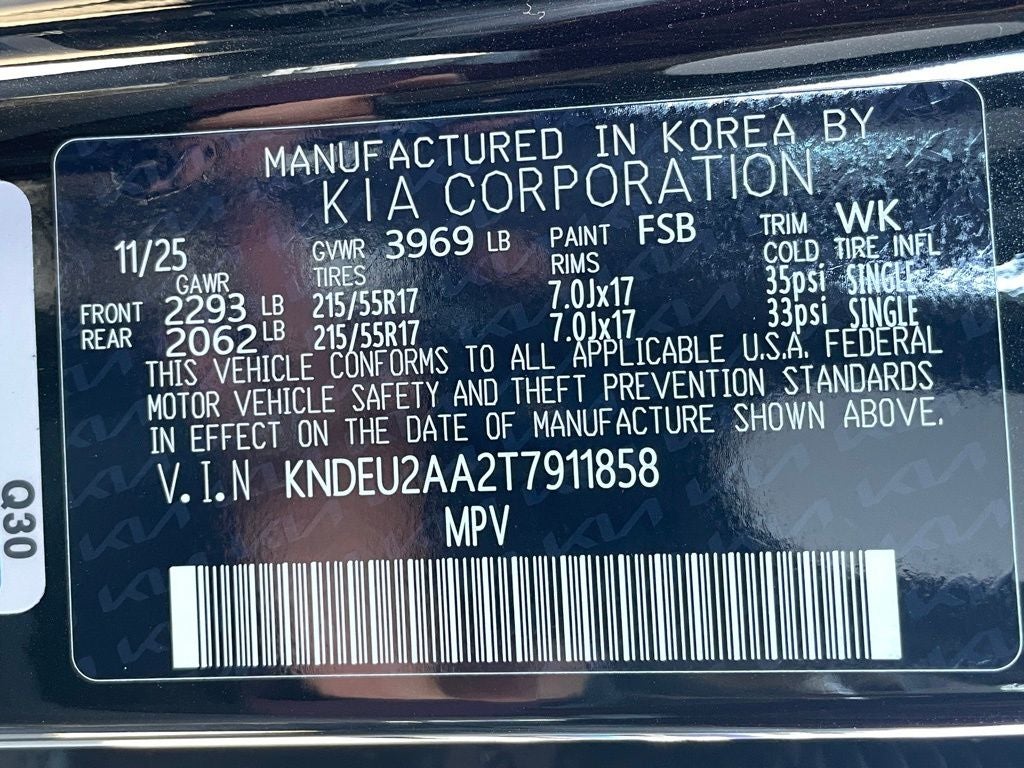 MANUFACTURED IN KOREA BY
KIA CORPORATION
11/25 GVWR 3969 LB PAINT FSB TRIM WK
GAWR TIRES RIMS COLD TIRE INFL
FRONT 2293 LB 215/55R17 7.0Jx17 35psi SINGLE
REAR 2062 LB 215/55R17 7.0Jx17 33psi SINGLE
THIS VEHICLE CONFORMS TO ALL APPLICABLE U.S.A. FEDERAL
MOTOR VEHICLE SAFETY AND THEFT PREVENTION STANDARDS
IN EFFECT ON THE DATE OF MANUFACTURE SHOWN ABOVE.
V.I.N KNDEU2AA2T7911858
MPV
Q30